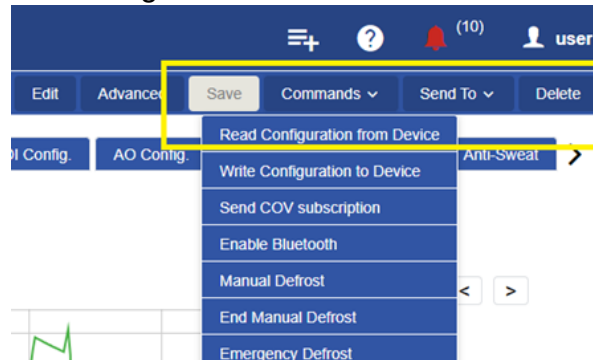 (10)
user
Edit Advanced Save Commands Send To Delete
Config. AO Config. Anti-Sweat
Read Configuration from Device
Write Configuration to Device
Send COV subscription
Enable Bluetooth
Manual Defrost
End Manual Defrost
Emergency Defrost